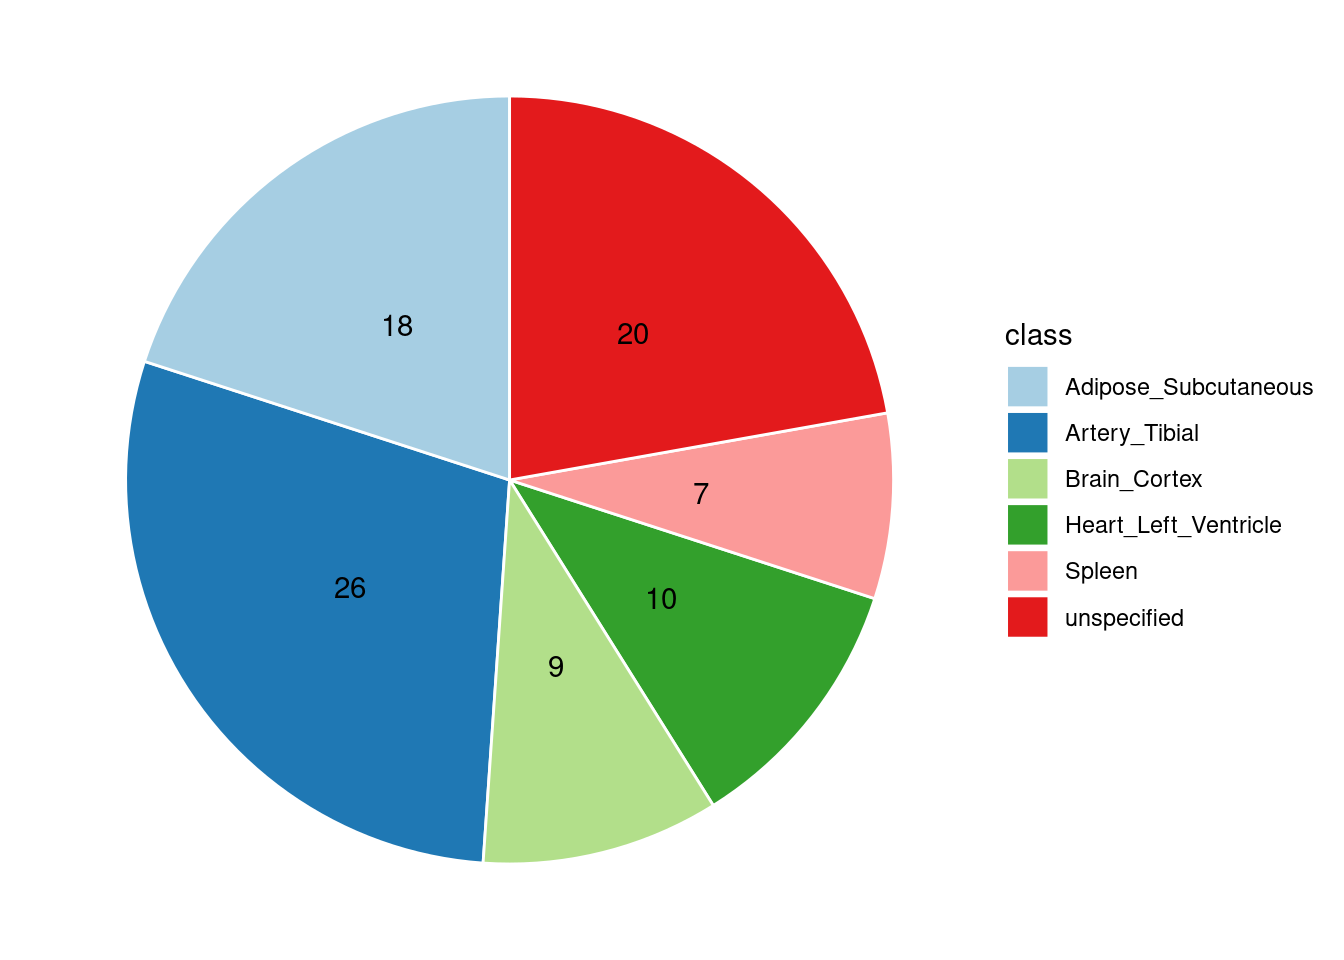 18
20
7
26
10
9
class
Adipose_Subcutaneous
Artery_Tibial
Brain_Cortex
Heart_Left_Ventricle
Spleen
unspecified